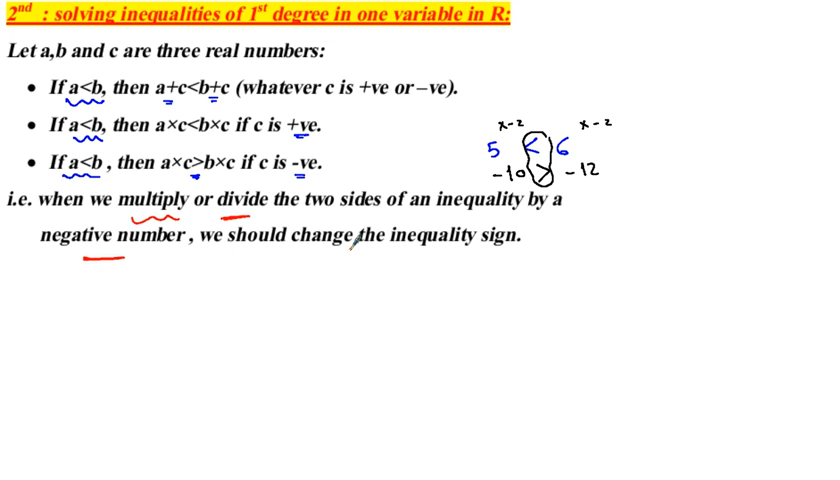 2nd : solving inequalities of 1st degree in one variable in R:
Let a,b and c are three real numbers:
• If a<b, then a+c<b+c (whatever c is +ve or –ve).
• If a<b, then a×c<b×c if c is +ve.
• If a<b , then a×c>b×c if c is -ve.
x-2 x-2
5 < 6
-10 > -12
i.e. when we multiply or divide the two sides of an inequality by a
negative number , we should change the inequality sign.